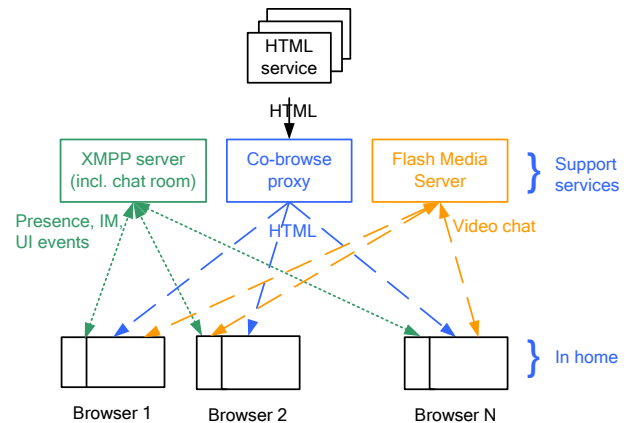 HTML
service
HTML
XMPP server
(incl. chat room)
Co-browse
proxy
Flash Media
Server
Support
services
Presence, IM,
UI events
HTML
Video chat
In home
Browser 1
Browser 2
Browser N